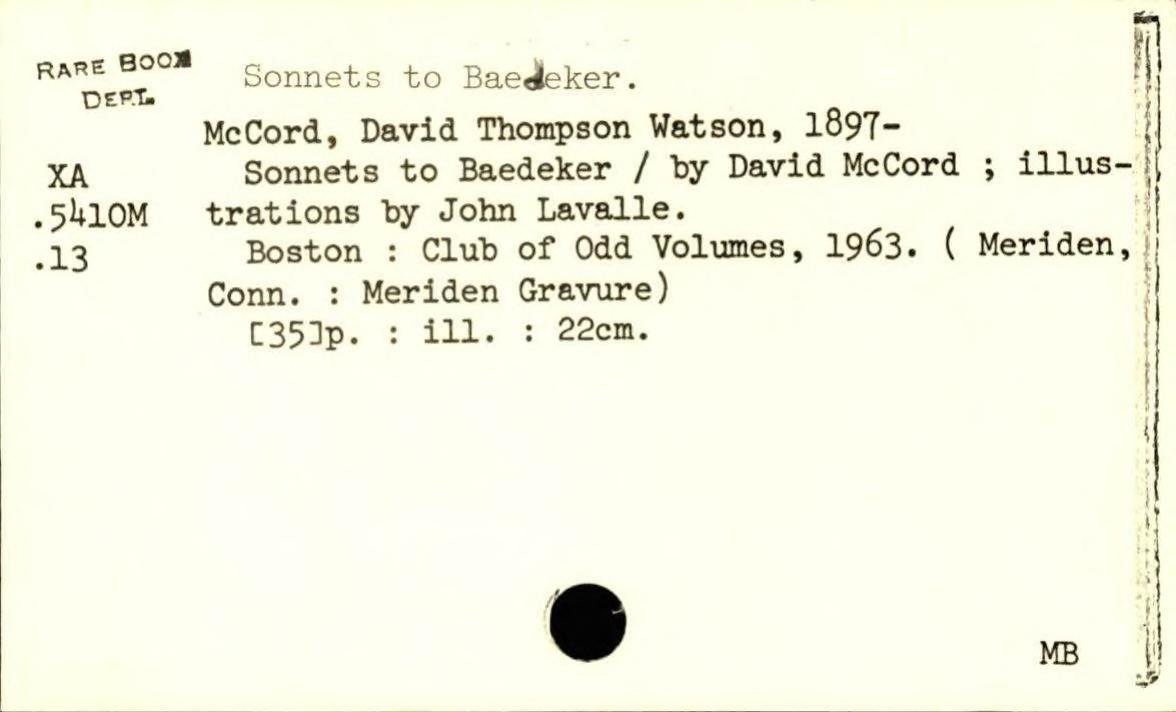 RARE BOOK
DEPT.
Sonnets to Baedeker.
McCord, David Thompson Watson, 1897-
XA
.5410M
.13
Sonnets to Baedeker / by David McCord ; illus-
trations by John Lavalle.
Boston : Club of Odd Volumes, 1963. ( Meriden,
Conn. : Meriden Gravure)
[35]p. : ill. : 22cm.
MB